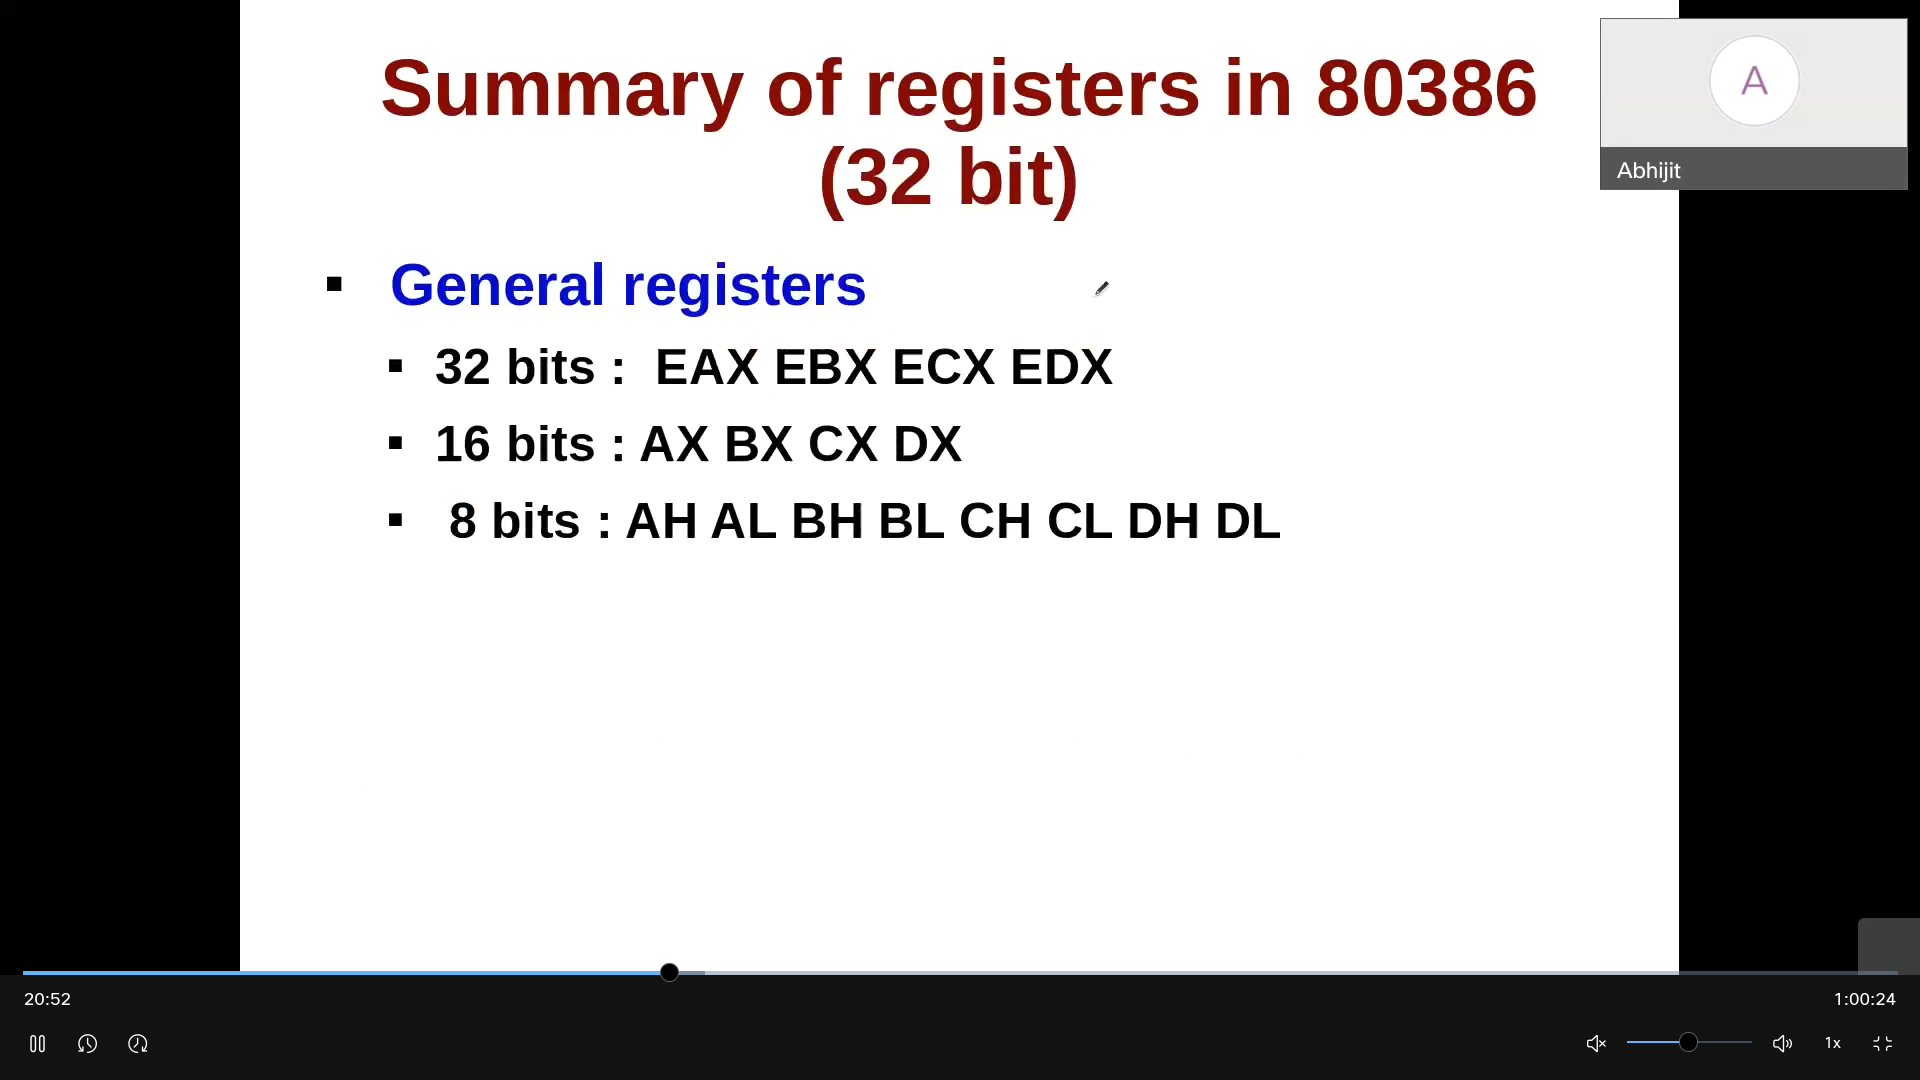 Summary of registers in 80386
(32 bit)
A
Abhijit
▪ General registers
▪ 32 bits : EAX EBX ECX EDX
▪ 16 bits : AX BX CX DX
▪ 8 bits : AH AL BH BL CH CL DH DL
20:52
1:00:24
1x